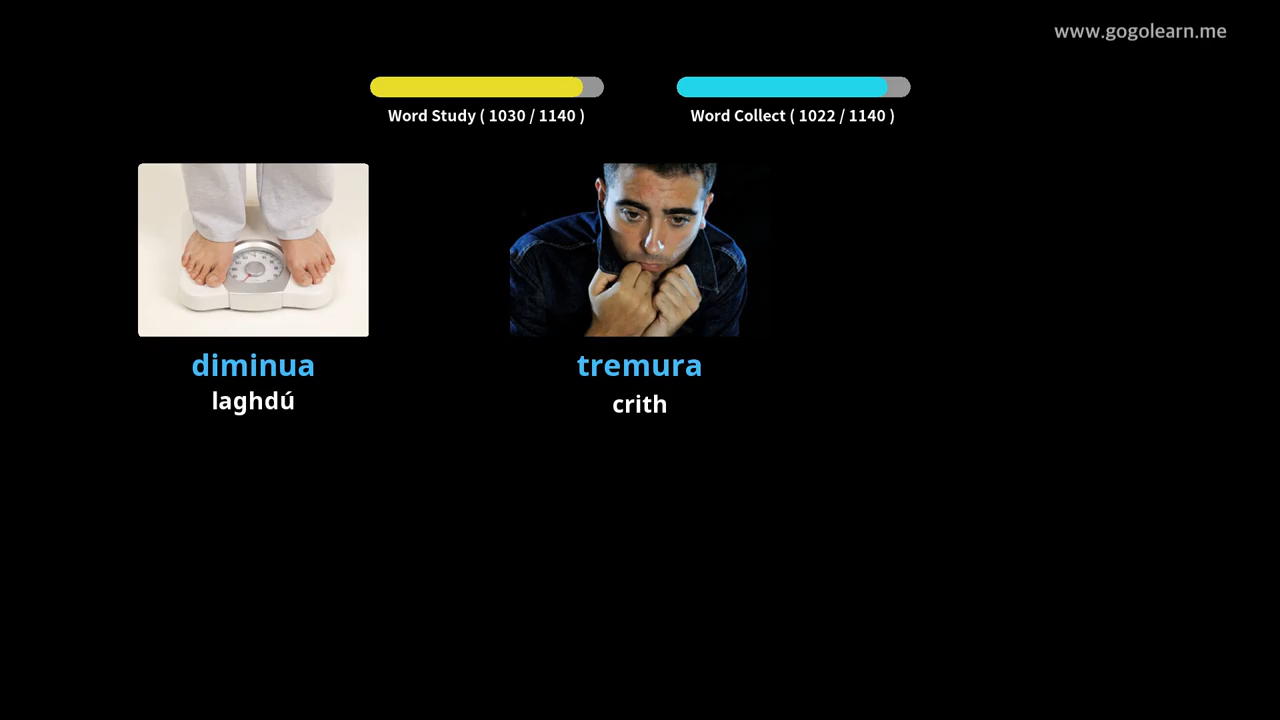 www.gogolearn.me
Word Study ( 1030 / 1140 )
Word Collect ( 1022 / 1140 )
diminua
laghdú
tremura
crith